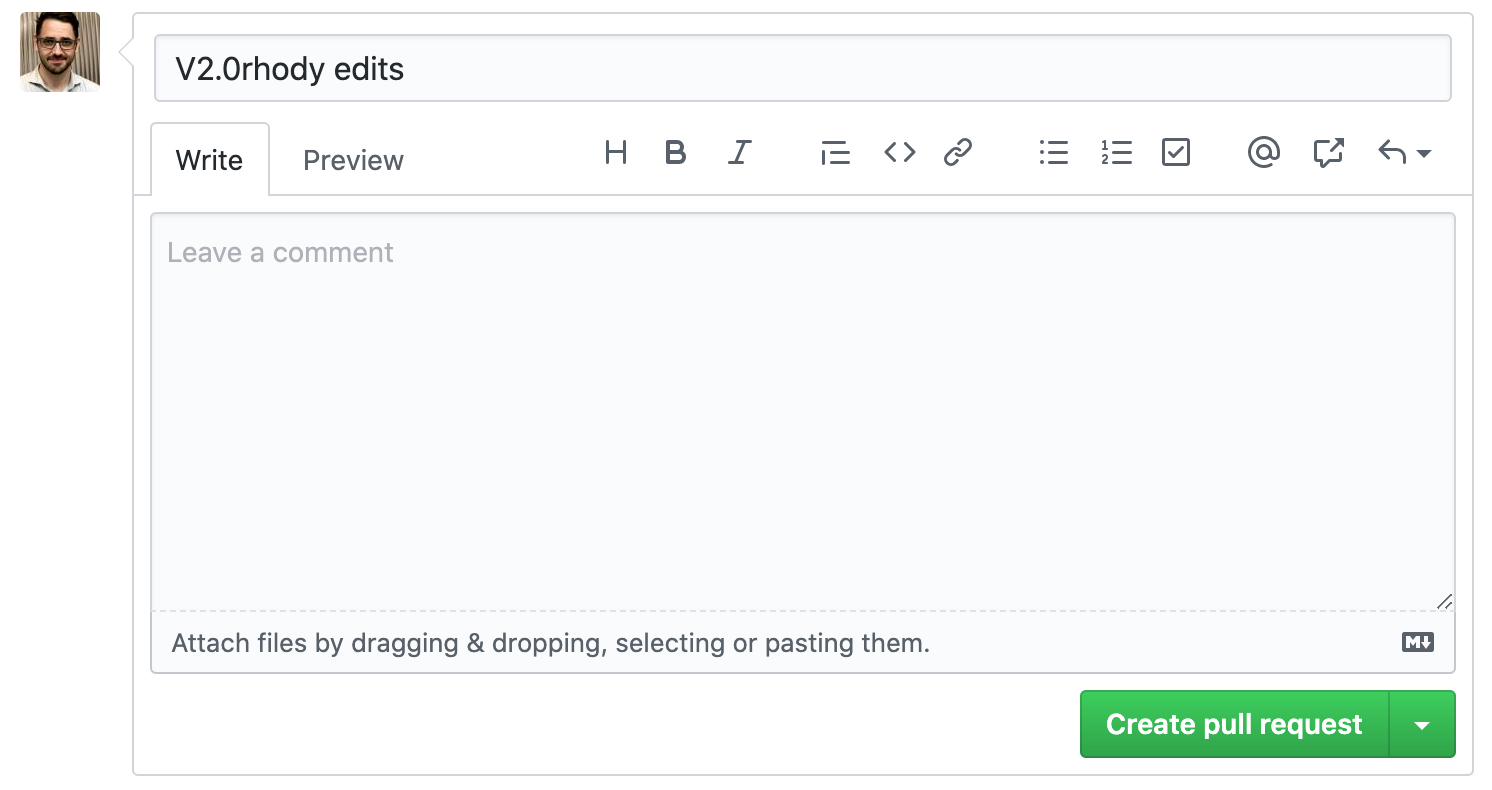 V2.0rhody edits
Write Preview
Leave a comment
Attach files by dragging & dropping, selecting or pasting them.
Create pull request